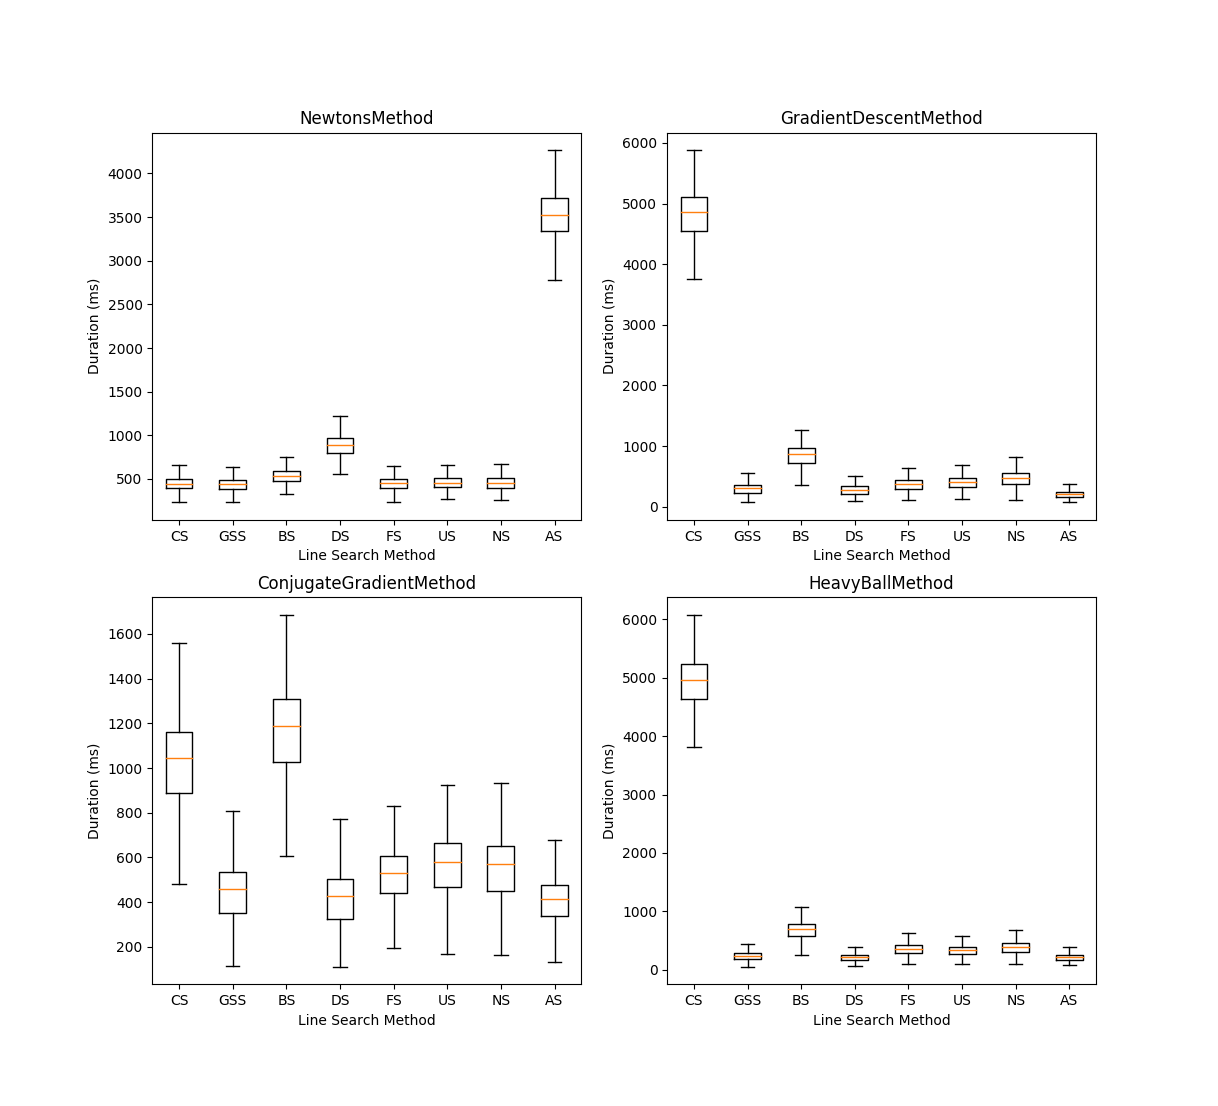 NewtonsMethod
Duration (ms)
4000
3500
3000
2500
2000
1500
1000
500
CS GSS BS DS FS US NS AS
Line Search Method
GradientDescentMethod
Duration (ms)
6000
5000
4000
3000
2000
1000
0
CS GSS BS DS FS US NS AS
Line Search Method
ConjugateGradientMethod
Duration (ms)
1600
1400
1200
1000
800
600
400
200
CS GSS BS DS FS US NS AS
Line Search Method
HeavyBallMethod
Duration (ms)
6000
5000
4000
3000
2000
1000
0
CS GSS BS DS FS US NS AS
Line Search Method